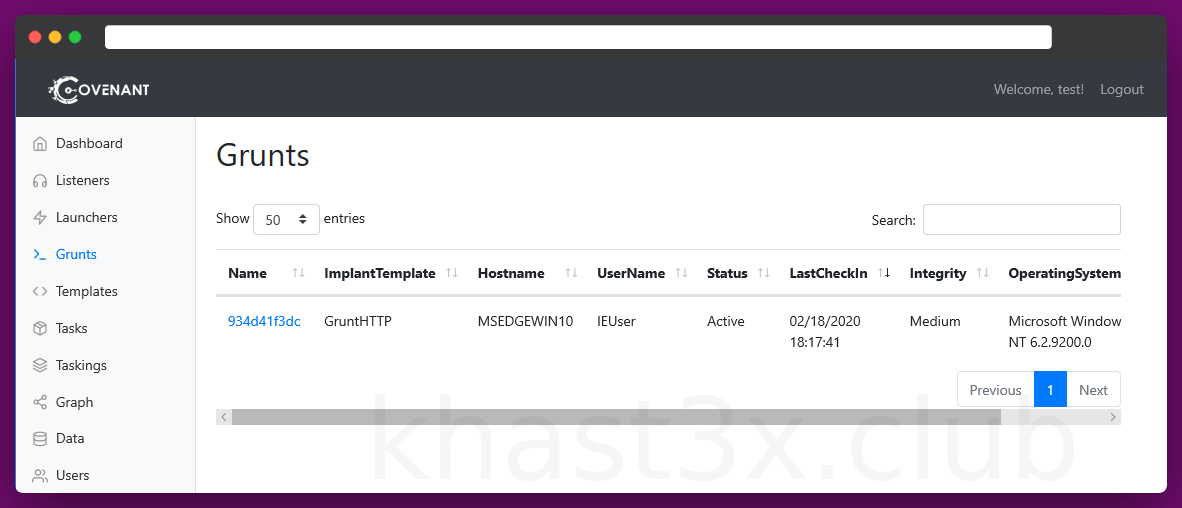 COVENANT
Welcome, test! Logout
Dashboard
Listeners
Launchers
Grunts
Templates
Tasks
Taskings
Graph
Data
Users
Grunts
Show 50 entries
Search:
Name ImplantTemplate Hostname UserName Status LastCheckIn Integrity OperatingSystem
934d41f3dc GruntHTTP MSEDGEWIN10 IEUser Active 02/18/2020 Medium Microsoft Window
18:17:41 NT 6.2.9200.0
Previous 1 Next
khast3x.club